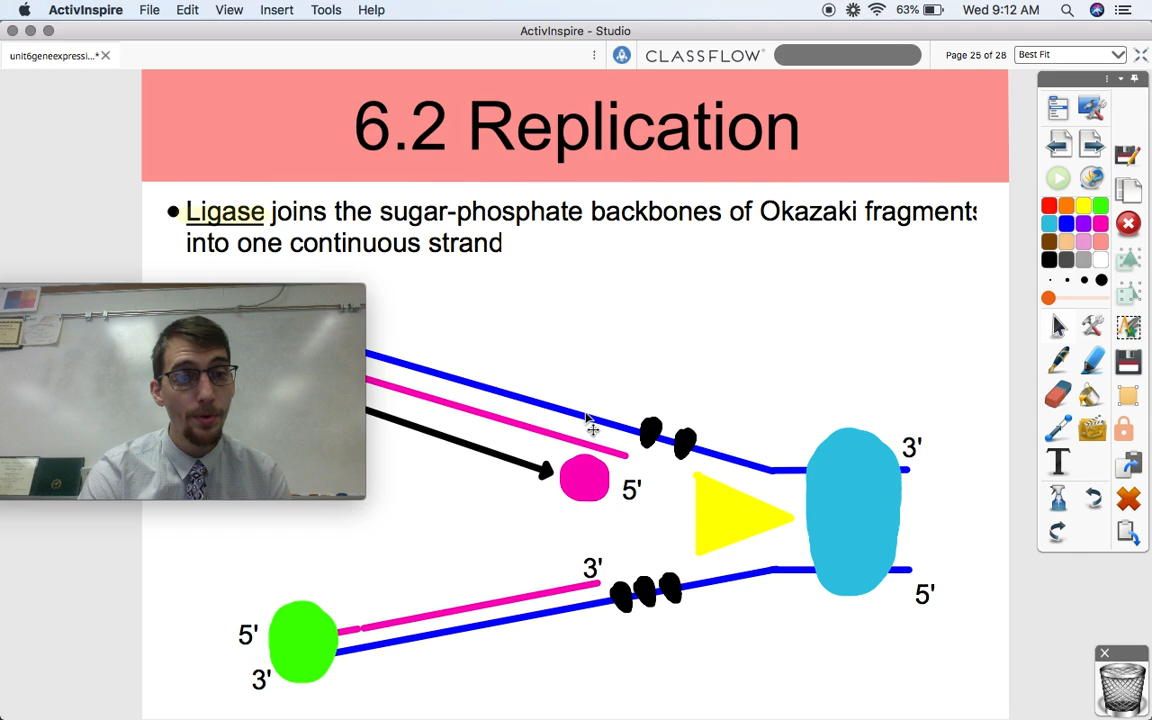 ActivInspire File Edit View Insert Tools Help 63% Wed 9:12 AM
ActivInspire - Studio
unit6geneexpressi...* CLASSFLOW Page 25 of 28 Best Fit
6.2 Replication
Ligase joins the sugar-phosphate backbones of Okazaki fragments
into one continuous strand
3'
5'
3'
5'
5'
3'
T